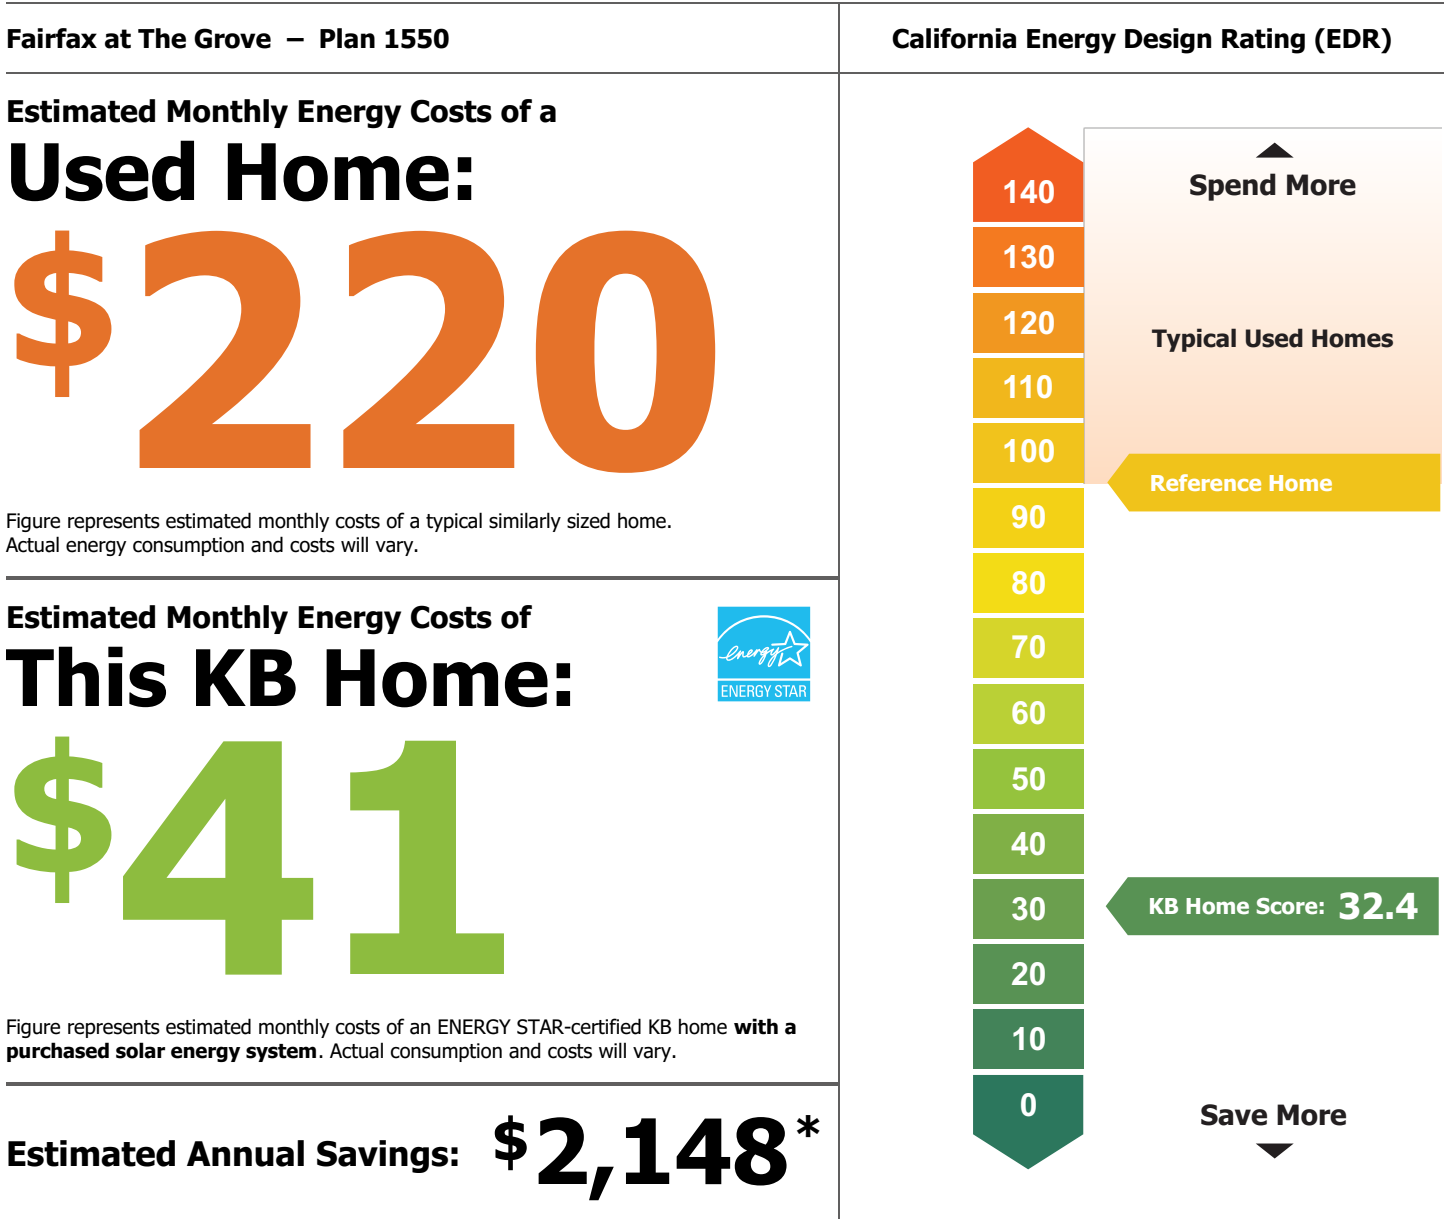 Fairfax at The Grove – Plan 1550
Estimated Monthly Energy Costs of a
Used Home:
$220
Figure represents estimated monthly costs of a typical similarly sized home.
Actual energy consumption and costs will vary.
Estimated Monthly Energy Costs of
This KB Home:
energy
ENERGY STAR
$41
Figure represents estimated monthly costs of an ENERGY STAR-certified KB home with a
purchased solar energy system. Actual consumption and costs will vary.
Estimated Annual Savings: $2,148*
California Energy Design Rating (EDR)
140
130
120
110
100
90
80
70
60
50
40
30
20
10
0
Spend More
Typical Used Homes
Reference Home
KB Home Score: 32.4
Save More